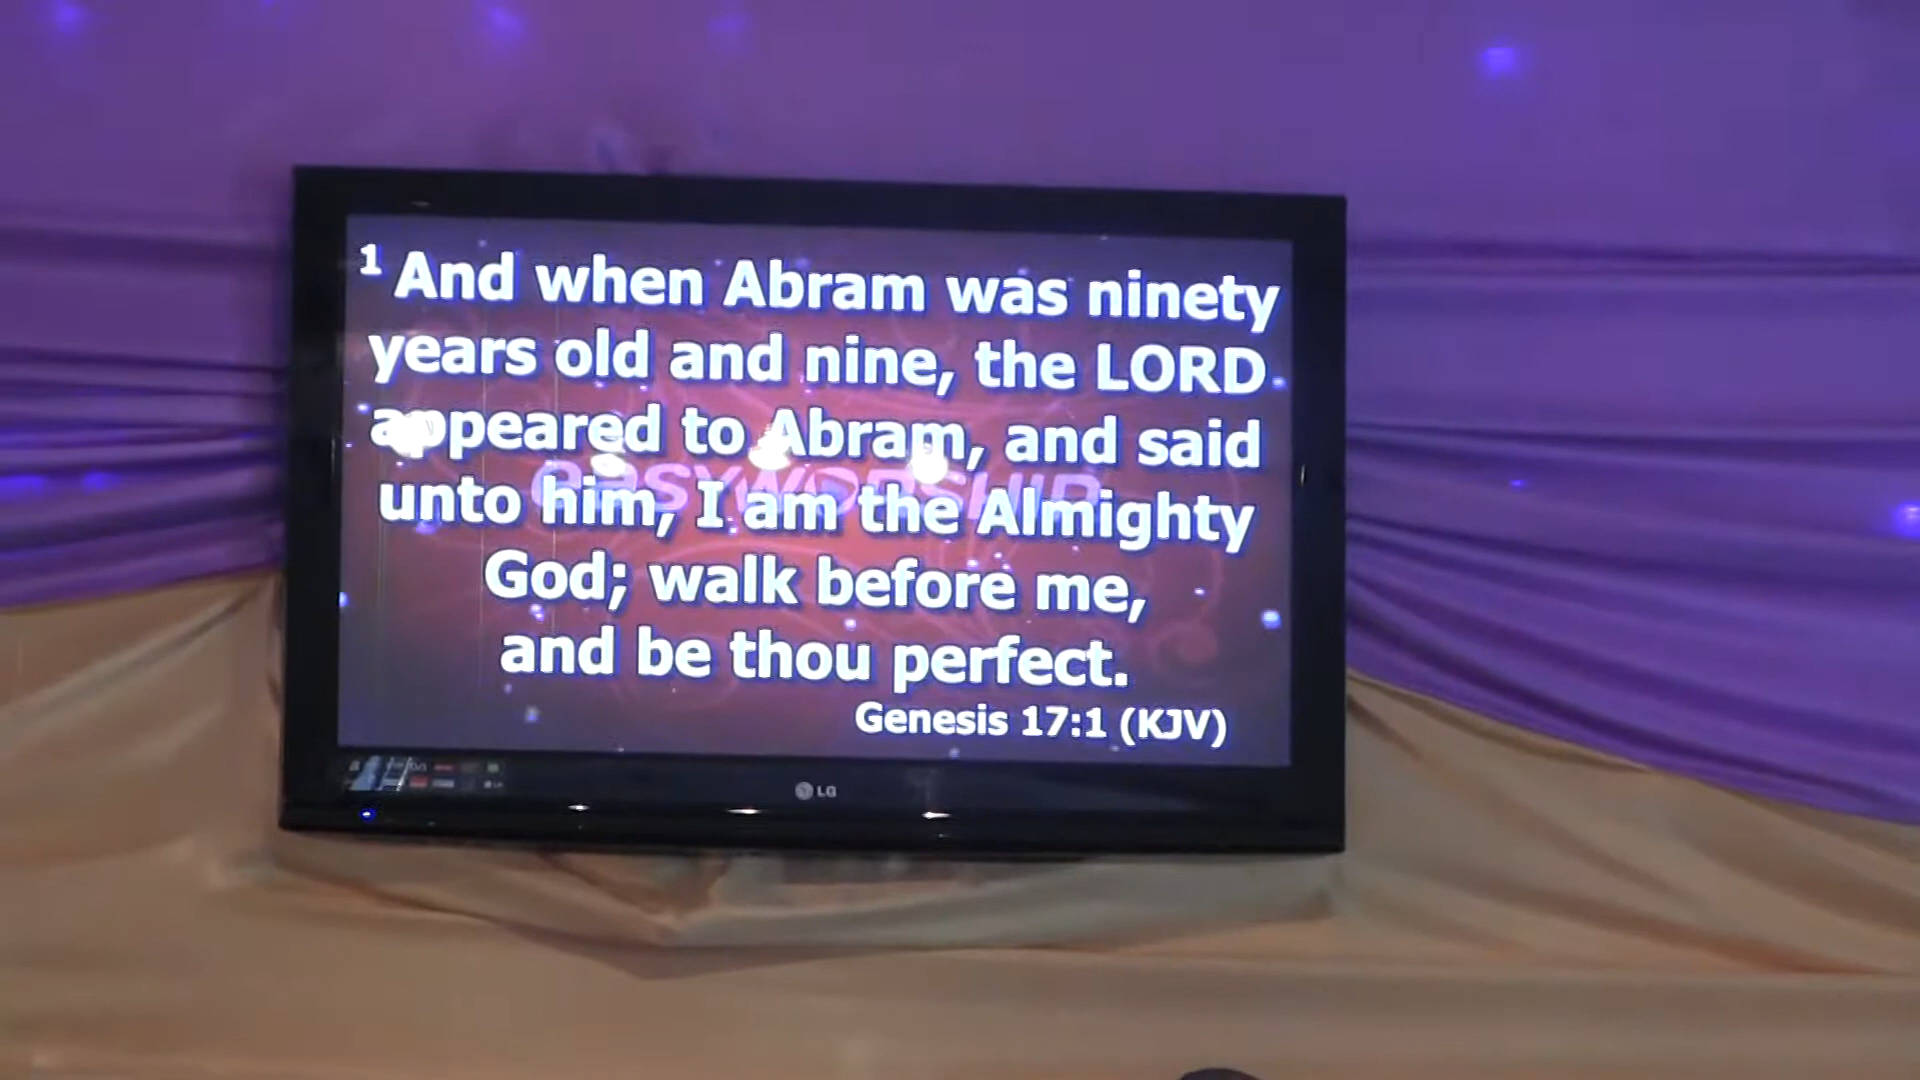 1 And when Abram was ninety
years old and nine, the LORD
appeared to Abram, and said
unto him, I am the Almighty
God; walk before me,
and be thou perfect.
Genesis 17:1 (KJV)
easyworship
LG